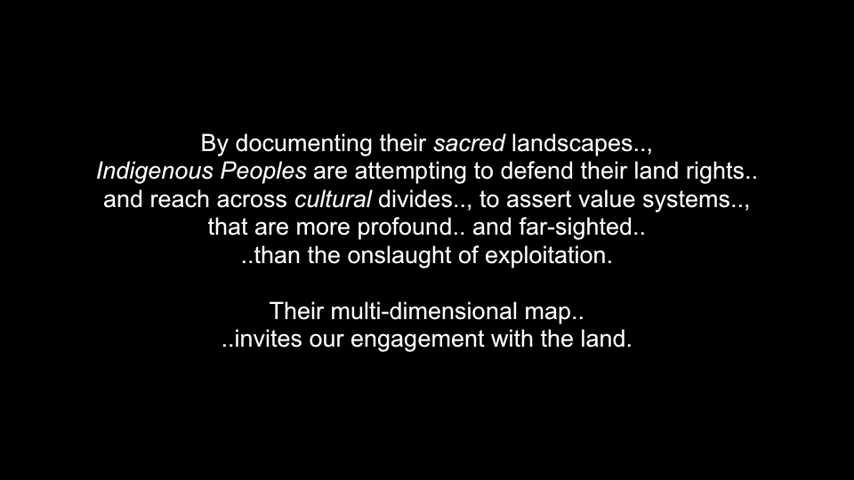 By documenting their sacred landscapes..,
Indigenous Peoples are attempting to defend their land rights..
and reach across cultural divides.., to assert value systems..,
that are more profound.. and far-sighted..
..than the onslaught of exploitation.
Their multi-dimensional map..
..invites our engagement with the land.